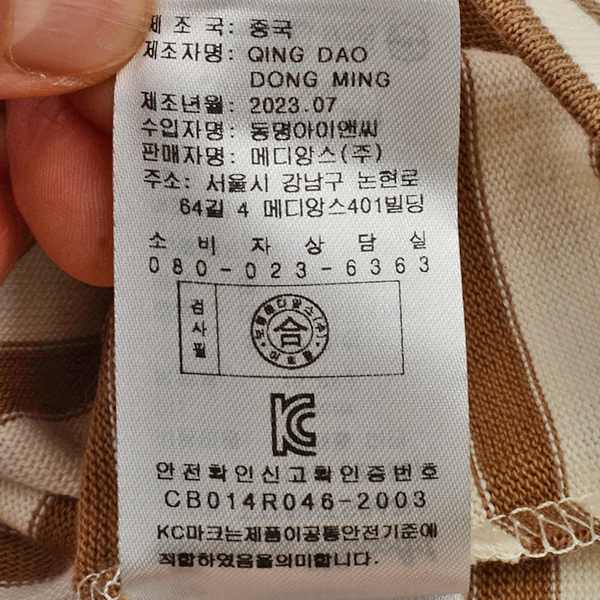 제 조 국: 중국
제조자명: QING DAO
DONG MING
제조년월: 2023.07
수입자명: 동명아이앤씨
판매자명: 메디앙스(주)
주소: 서울시 강남구 논현로
64길 4 메디앙스401빌딩
소 비 자 상 담 실
080-023-6363
검사필
合
KC
안전확인신고확인증번호
CB014R046-2003
KC마크는제품이공통안전기준에
적합하였음을의미합니다.